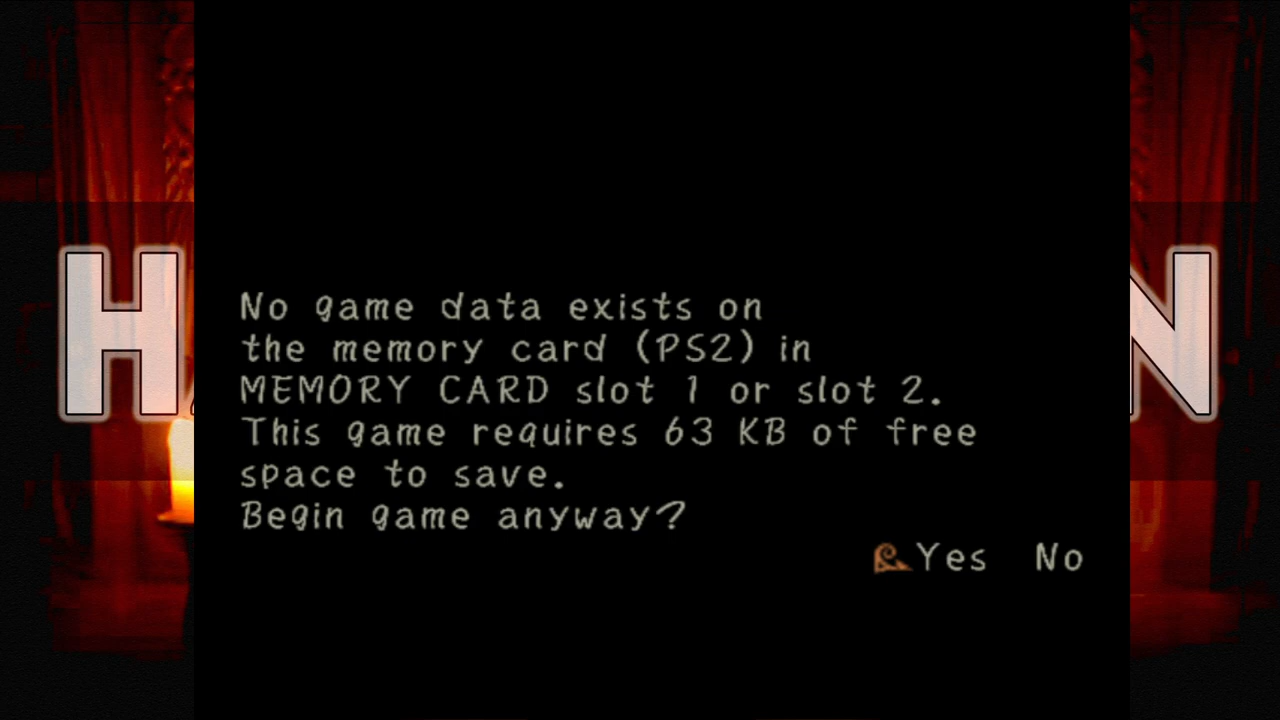 No game data exists on
the memory card (PS2) in
MEMORY CARD slot 1 or slot 2.
This game requires 63 KB of free
space to save.
Begin game anyway?
Yes No
H
N